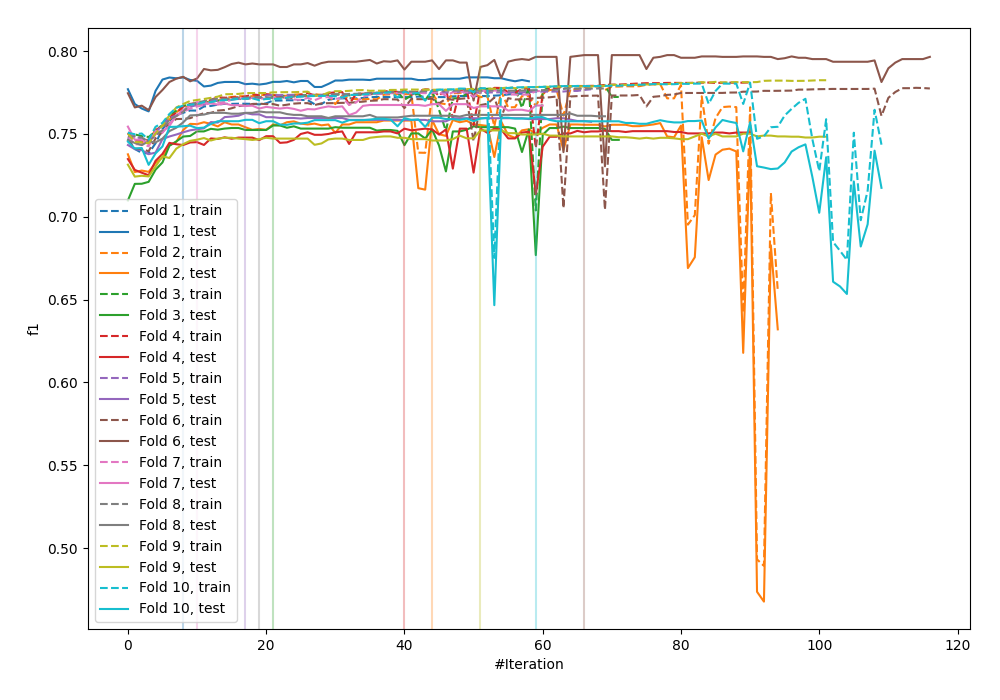 0.80
0.75
0.70
0.65
0.60
0.55
0.50
f1
Fold 1, train
Fold 1, test
Fold 2, train
Fold 2, test
Fold 3, train
Fold 3, test
Fold 4, train
Fold 4, test
Fold 5, train
Fold 5, test
Fold 6, train
Fold 6, test
Fold 7, train
Fold 7, test
Fold 8, train
Fold 8, test
Fold 9, train
Fold 9, test
Fold 10, train
Fold 10, test
0 20 40 60 80 100 120
#Iteration